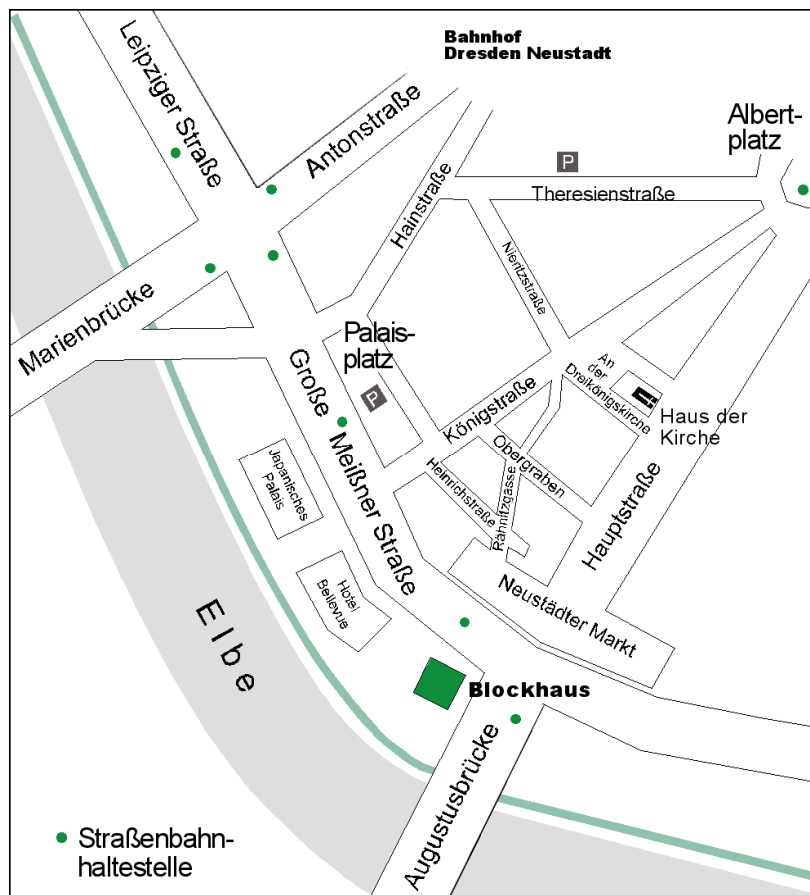 Bahnhof
Dresden Neustadt
Leipziger Straße
Antonstraße
Albert-
platz
P
Theresienstraße
Hainstraße
Nieritzstraße
Marienbrücke
Palais-
platz
P
An
der
Dreikönigskirche
Königstraße
Haus der
Kirche
Große
Meißner Straße
Obergraben
Heinrichstraße
Rähnitzgasse
Hauptstraße
Japanisches
Palais
Hotel
Bellevue
Neustädter Markt
Elbe
Blockhaus
Augustusbrücke
Straßenbahn-
haltestelle